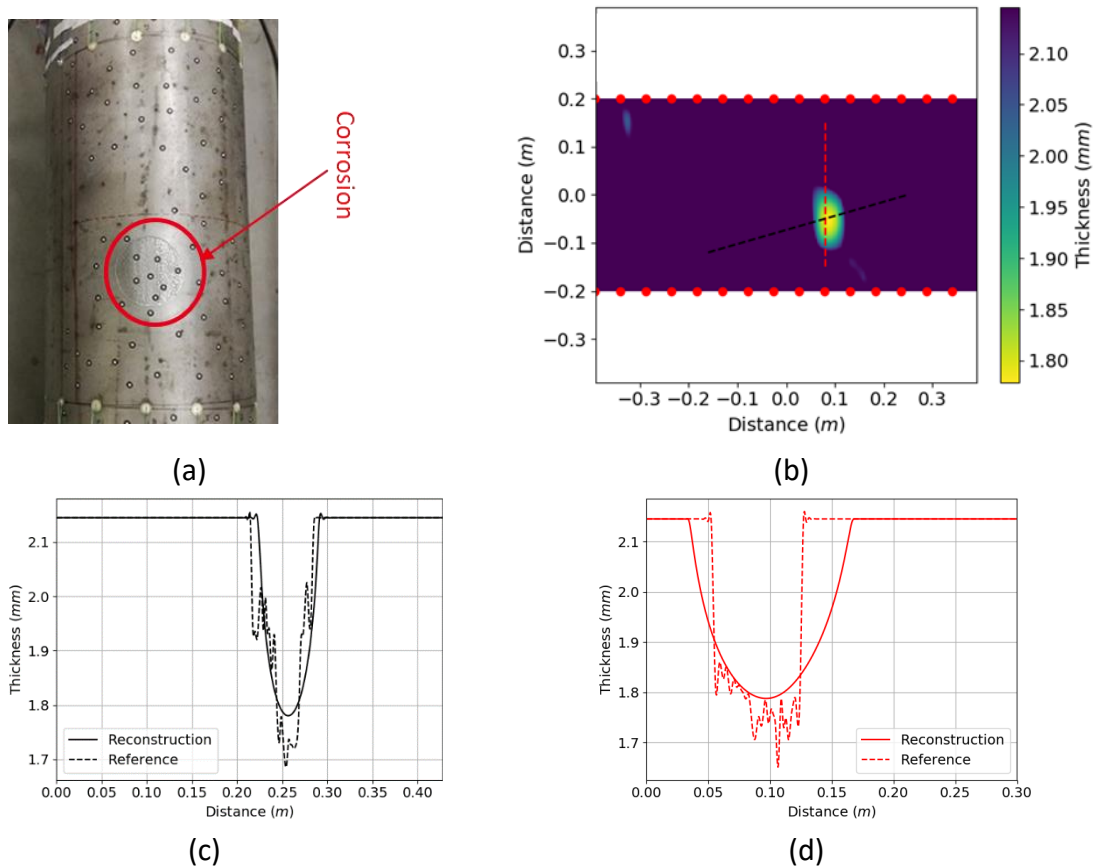 Corrosion
(a)
0.3
0.2
0.1
0.0
−0.1
−0.2
−0.3
Distance (m)
−0.3 −0.2 −0.1 0.0 0.1 0.2 0.3
Distance (m)
2.10
2.05
2.00
1.95
1.90
1.85
1.80
Thickness (mm)
(b)
2.1
2.0
1.9
1.8
1.7
Thickness (mm)
Reconstruction
Reference
0.00 0.05 0.10 0.15 0.20 0.25 0.30 0.35 0.40
Distance (m)
(c)
2.1
2.0
1.9
1.8
1.7
Thickness (mm)
Reconstruction
Reference
0.00 0.05 0.10 0.15 0.20 0.25 0.30
Distance (m)
(d)